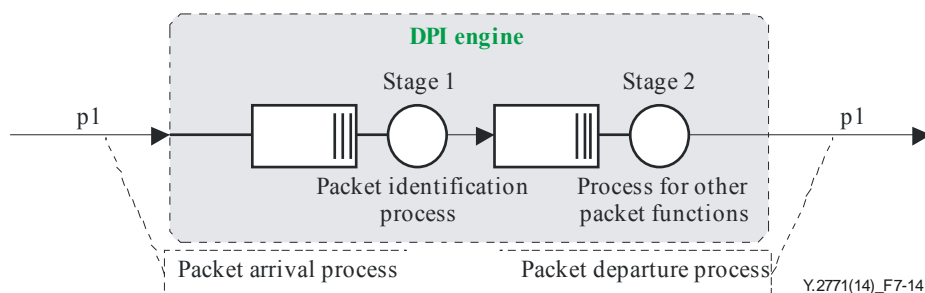 DPI engine
Stage 1
Stage 2
p1
p1
Packet identification
process
Process for other
packet functions
Packet arrival process
Packet departure process
Y.2771(14)_F7-14